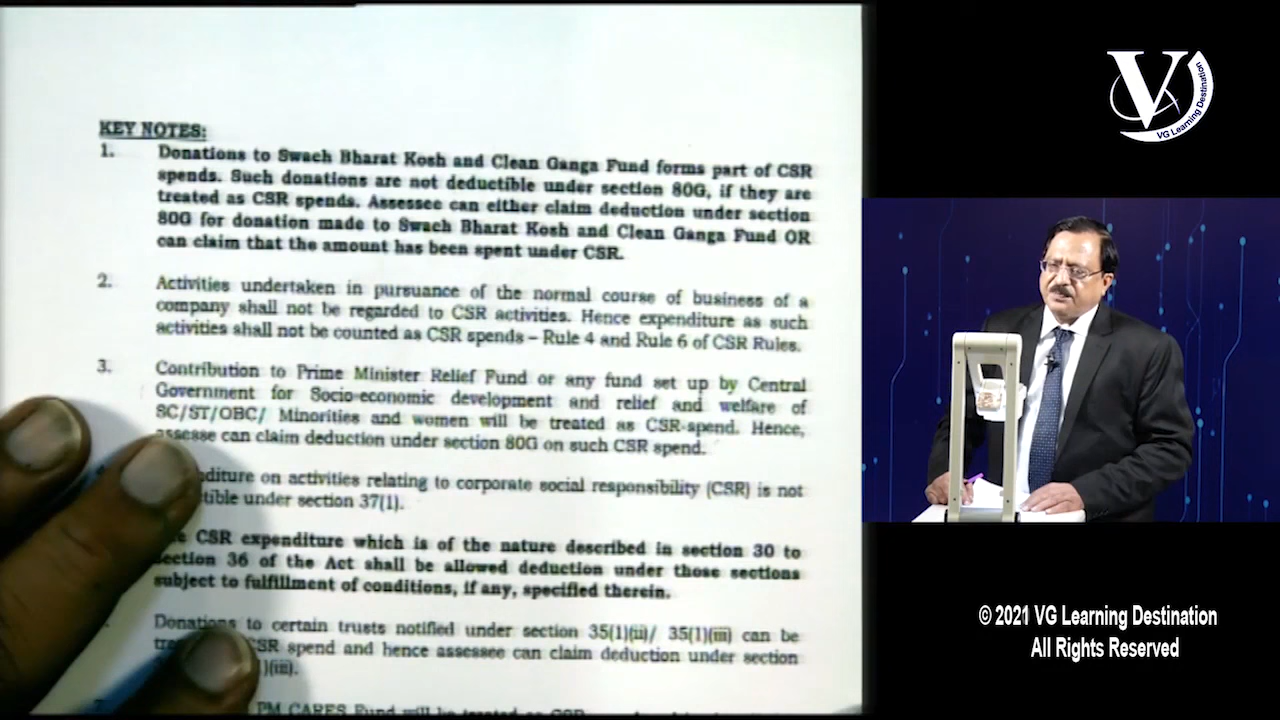 KEY NOTES:
1. Donations to Swach Bharat Kosh and Clean Ganga Fund forms part of CSR
spends. Such donations are not deductible under section 80G, if they are
treated as CSR spends. Assessee can either claim deduction under section
80G for donation made to Swach Bharat Kosh and Clean Ganga Fund OR
can claim that the amount has been spent under CSR.
2. Activities undertaken in pursuance of the normal course of business of a
company shall not be regarded to CSR activities. Hence expenditure as such
activities shall not be counted as CSR spends – Rule 4 and Rule 6 of CSR Rules.
3. Contribution to Prime Minister Relief Fund or any fund set up by Central
Government for Socio-economic development and relief and welfare of
SC/ST/OBC/ Minorities and women will be treated as CSR-spend. Hence,
assesse can claim deduction under section 80G on such CSR spend.
on activities relating to corporate social responsibility (CSR) is not
under section 37(1).
CSR expenditure which is of the nature described in section 30 to
section 36 of the Act shall be allowed deduction under those sections
subject to fulfillment of conditions, if any, specified therein.
Donations to certain trusts notified under section 35(1)(ii)/ 35(1)(iii) can be
CSR spend and hence assessee can claim deduction under section
PM CARES Fund will be treated as CSR
V
VG Learning Destination
© 2021 VG Learning Destination
All Rights Reserved